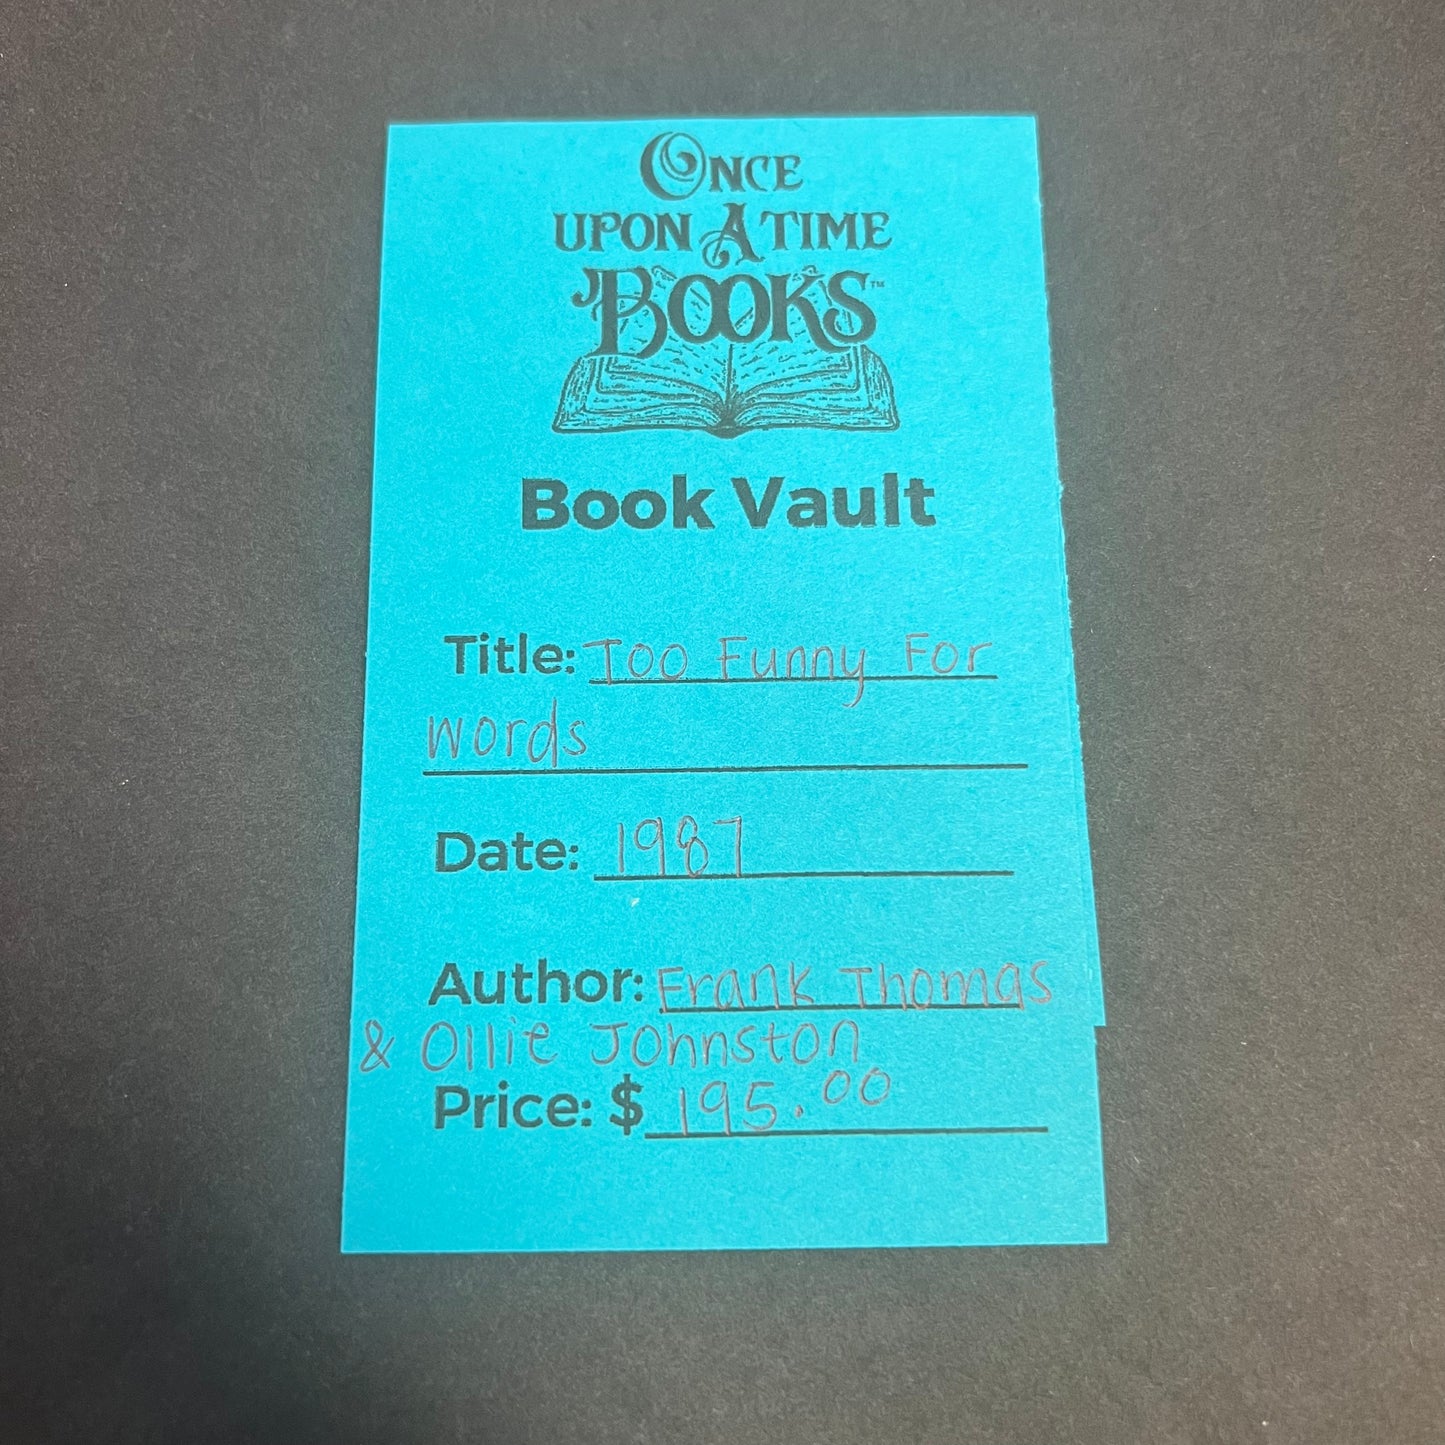 ONCE
UPON A TIME
BOOKS™
Book Vault
Title: Too Funny For
words
Date: 1987
Author: Frank Thomas
& Ollie Johnston
Price: $ 195.00